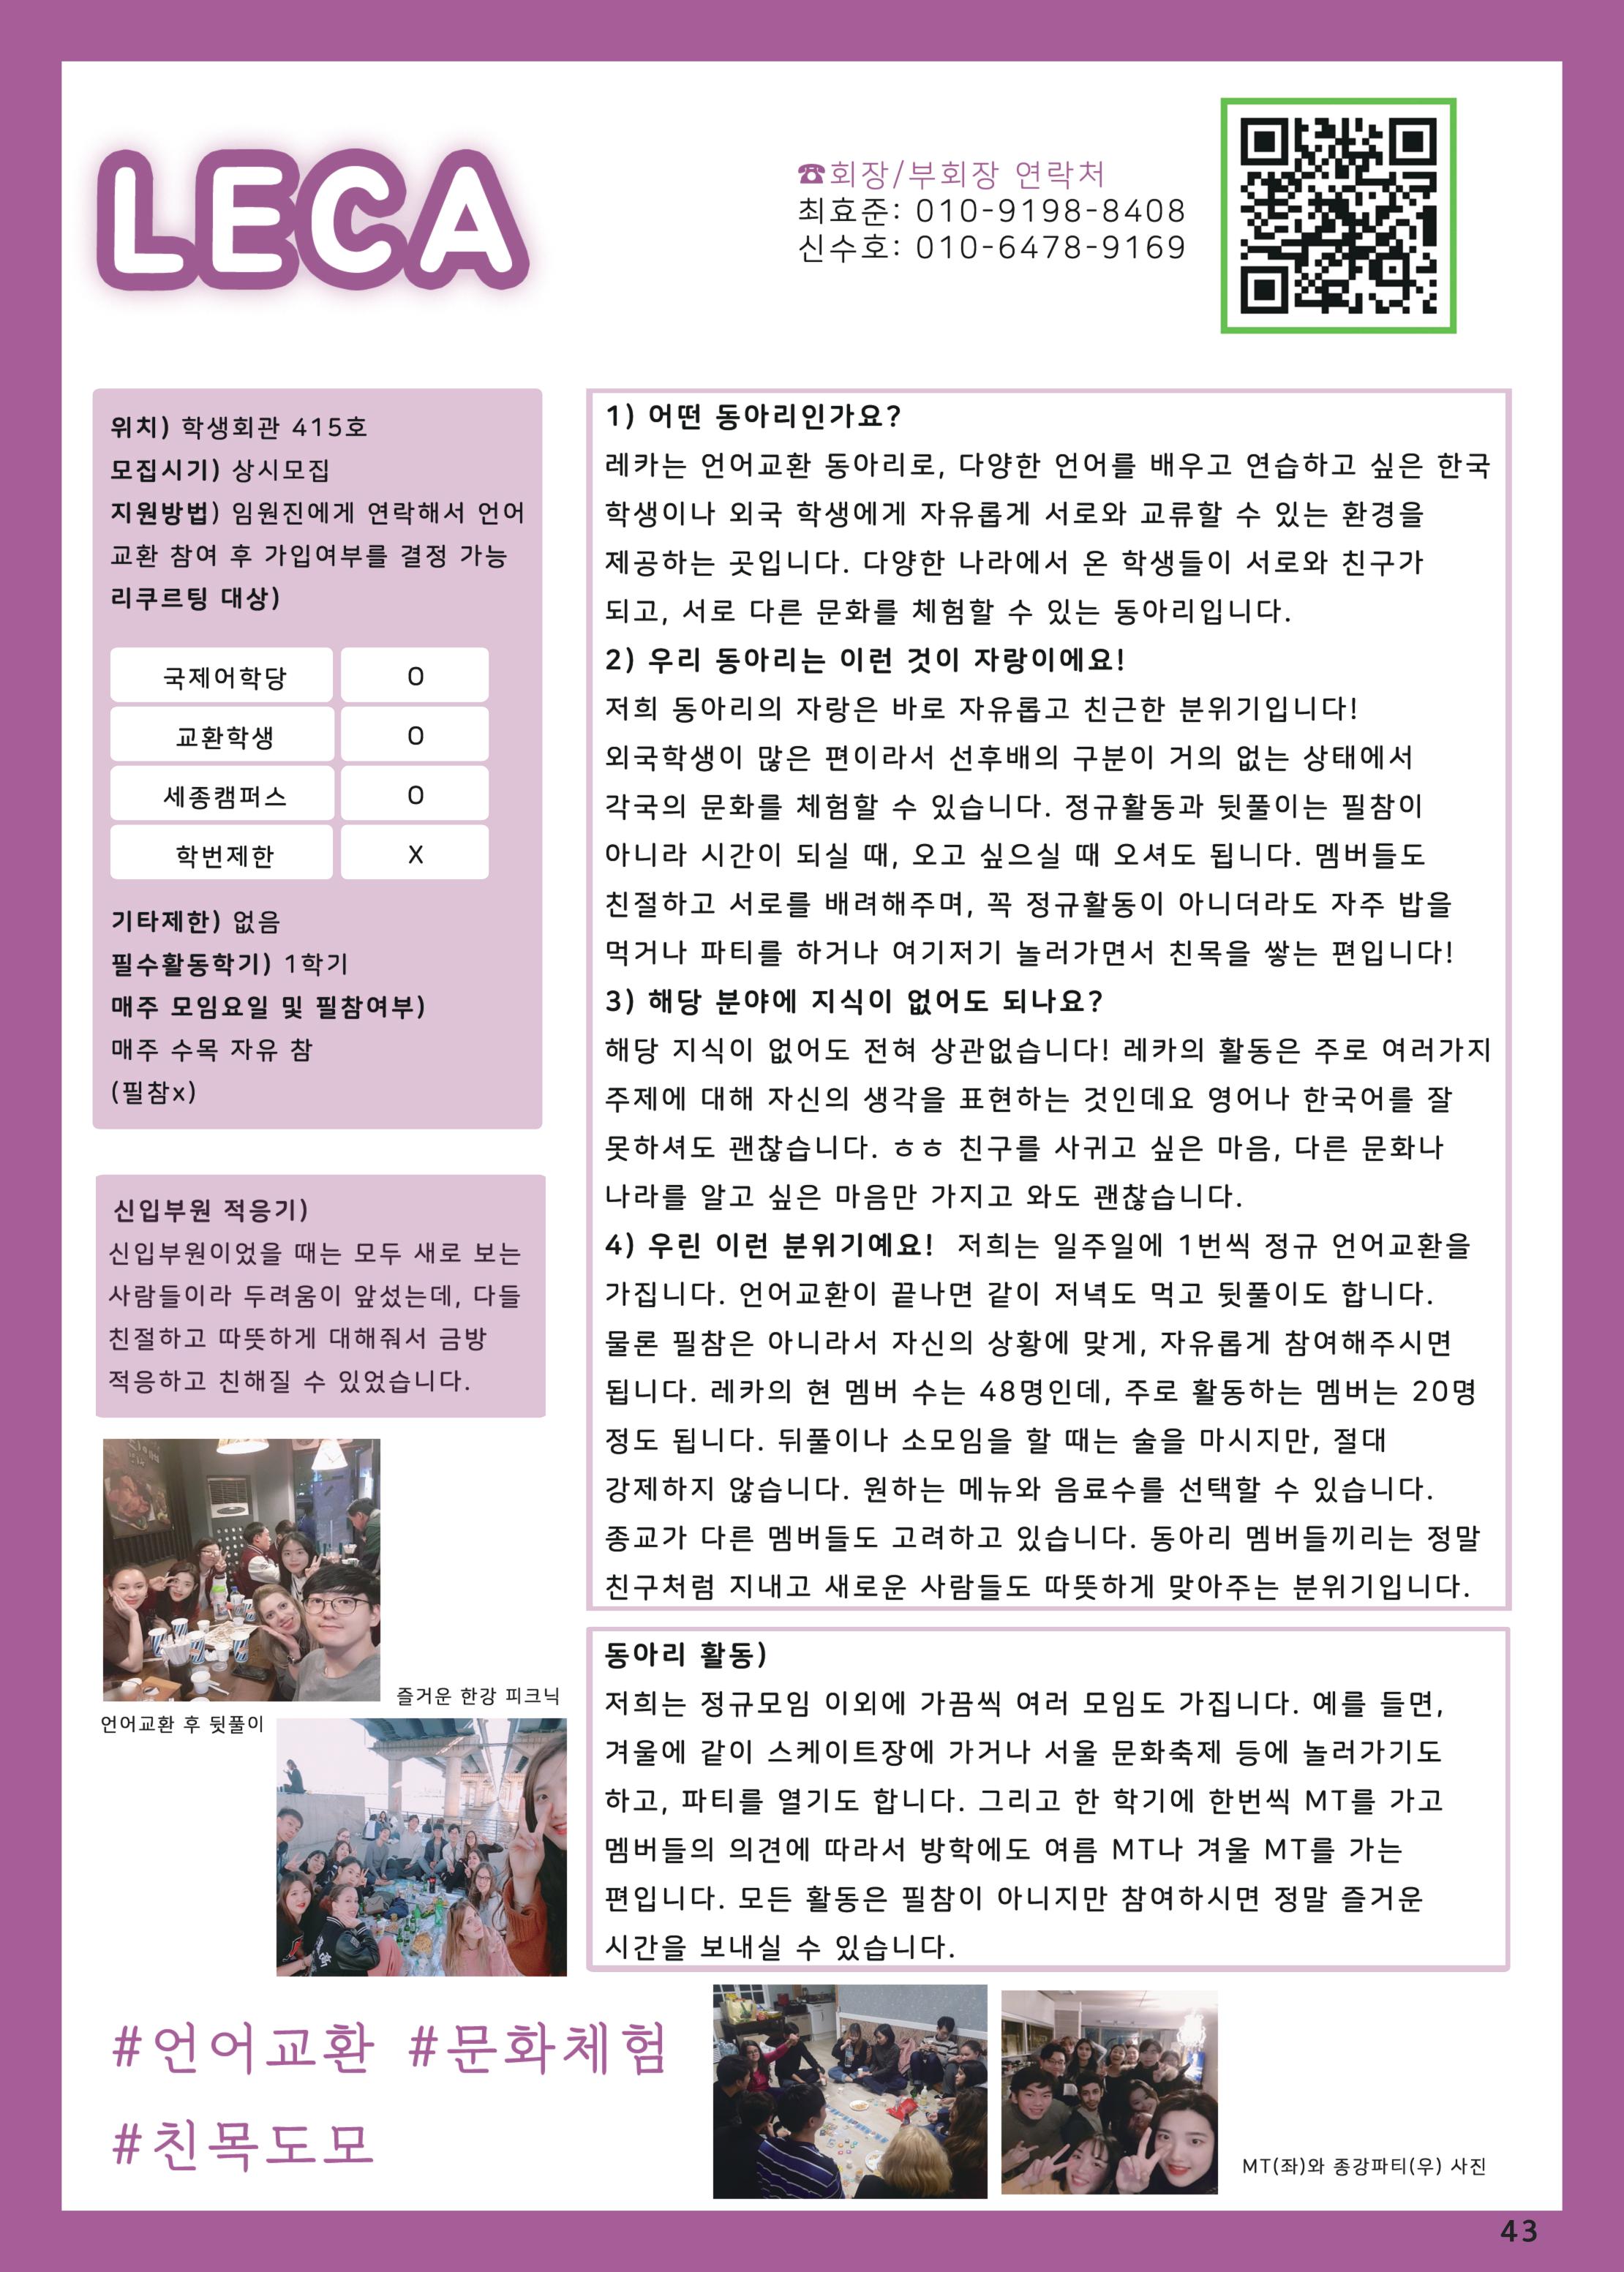 LECA
☎회장/부회장 연락처
최효준: 010-9198-8408
신수호: 010-6478-9169
위치) 학생회관 415호
모집시기) 상시모집
지원방법) 임원진에게 연락해서 언어
교환 참여 후 가입여부를 결정 가능
리쿠르팅 대상)
국제어학당 O
교환학생 O
세종캠퍼스 O
학번제한 X
기타제한) 없음
필수활동학기) 1학기
매주 모임요일 및 필참여부)
매주 수목 자유 참
(필참x)
신입부원 적응기)
신입부원이었을 때는 모두 새로 보는
사람들이라 두려움이 앞섰는데, 다들
친절하고 따뜻하게 대해줘서 금방
적응하고 친해질 수 있었습니다.
언어교환 후 뒷풀이
즐거운 한강 피크닉
1) 어떤 동아리인가요?
레카는 언어교환 동아리로, 다양한 언어를 배우고 연습하고 싶은 한국
학생이나 외국 학생에게 자유롭게 서로와 교류할 수 있는 환경을
제공하는 곳입니다. 다양한 나라에서 온 학생들이 서로와 친구가
되고, 서로 다른 문화를 체험할 수 있는 동아리입니다.
2) 우리 동아리는 이런 것이 자랑이에요!
저희 동아리의 자랑은 바로 자유롭고 친근한 분위기입니다!
외국학생이 많은 편이라서 선후배의 구분이 거의 없는 상태에서
각국의 문화를 체험할 수 있습니다. 정규활동과 뒷풀이는 필참이
아니라 시간이 되실 때, 오고 싶으실 때 오셔도 됩니다. 멤버들도
친절하고 서로를 배려해주며, 꼭 정규활동이 아니더라도 자주 밥을
먹거나 파티를 하거나 여기저기 놀러가면서 친목을 쌓는 편입니다!
3) 해당 분야에 지식이 없어도 되나요?
해당 지식이 없어도 전혀 상관없습니다! 레카의 활동은 주로 여러가지
주제에 대해 자신의 생각을 표현하는 것인데요 영어나 한국어를 잘
못하셔도 괜찮습니다. ㅎㅎ 친구를 사귀고 싶은 마음, 다른 문화나
나라를 알고 싶은 마음만 가지고 와도 괜찮습니다.
4) 우린 이런 분위기예요! 저희는 일주일에 1번씩 정규 언어교환을
가집니다. 언어교환이 끝나면 같이 저녁도 먹고 뒷풀이도 합니다.
물론 필참은 아니라서 자신의 상황에 맞게, 자유롭게 참여해주시면
됩니다. 레카의 현 멤버 수는 48명인데, 주로 활동하는 멤버는 20명
정도 됩니다. 뒤풀이나 소모임을 할 때는 술을 마시지만, 절대
강제하지 않습니다. 원하는 메뉴와 음료수를 선택할 수 있습니다.
종교가 다른 멤버들도 고려하고 있습니다. 동아리 멤버들끼리는 정말
친구처럼 지내고 새로운 사람들도 따뜻하게 맞아주는 분위기입니다.
동아리 활동)
저희는 정규모임 이외에 가끔씩 여러 모임도 가집니다. 예를 들면,
겨울에 같이 스케이트장에 가거나 서울 문화축제 등에 놀러가기도
하고, 파티를 열기도 합니다. 그리고 한 학기에 한번씩 MT를 가고
멤버들의 의견에 따라서 방학에도 여름 MT나 겨울 MT를 가는
편입니다. 모든 활동은 필참이 아니지만 참여하시면 정말 즐거운
시간을 보내실 수 있습니다.
#언어교환 #문화체험
#친목도모
MT(좌)와 종강파티(우) 사진
43